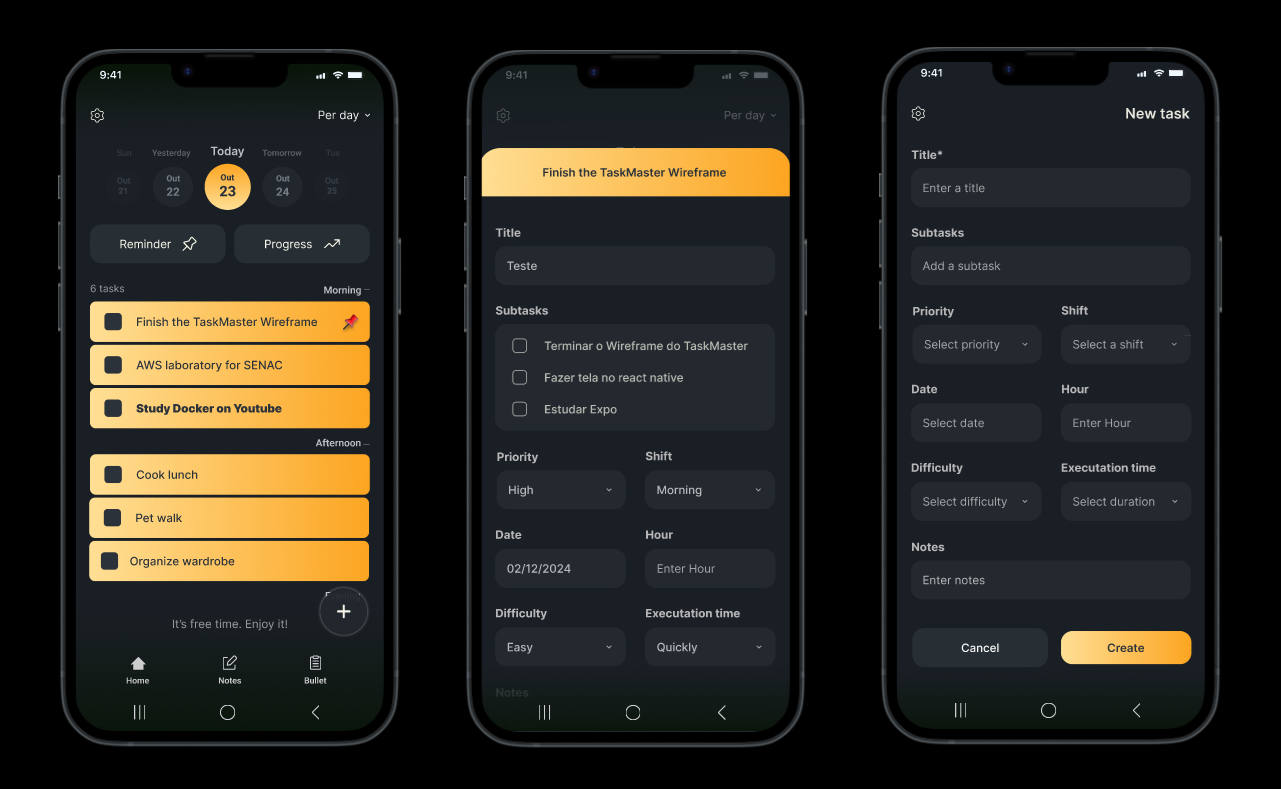 9:41
Per day
Sun Yesterday Today Tomorrow Tue
Out 21 Out 22 Out 23 Out 24 Out 25
Reminder Progress
6 tasks Morning
Finish the TaskMaster Wireframe
AWS laboratory for SENAC
Study Docker on Youtube
Afternoon
Cook lunch
Pet walk
Organize wardrobe
It's free time. Enjoy it!
Home Notes Bullet
9:41
Per day
Finish the TaskMaster Wireframe
Title
Teste
Subtasks
Terminar o Wireframe do TaskMaster
Fazer tela no react native
Estudar Expo
Priority Shift
High Morning
Date Hour
02/12/2024 Enter Hour
Difficulty Executation time
Easy Quickly
Notes
9:41
New task
Title*
Enter a title
Subtasks
Add a subtask
Priority Shift
Select priority Select a shift
Date Hour
Select date Enter Hour
Difficulty Executation time
Select difficulty Select duration
Notes
Enter notes
Cancel Create